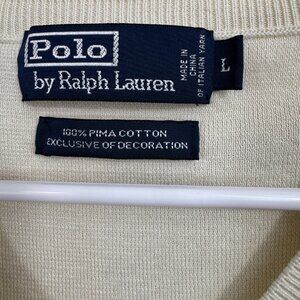 Polo
by Ralph Lauren
MADE IN
CHINA
OF ITALIAN YARN
L
100% PIMA COTTON
EXCLUSIVE OF DECORATION